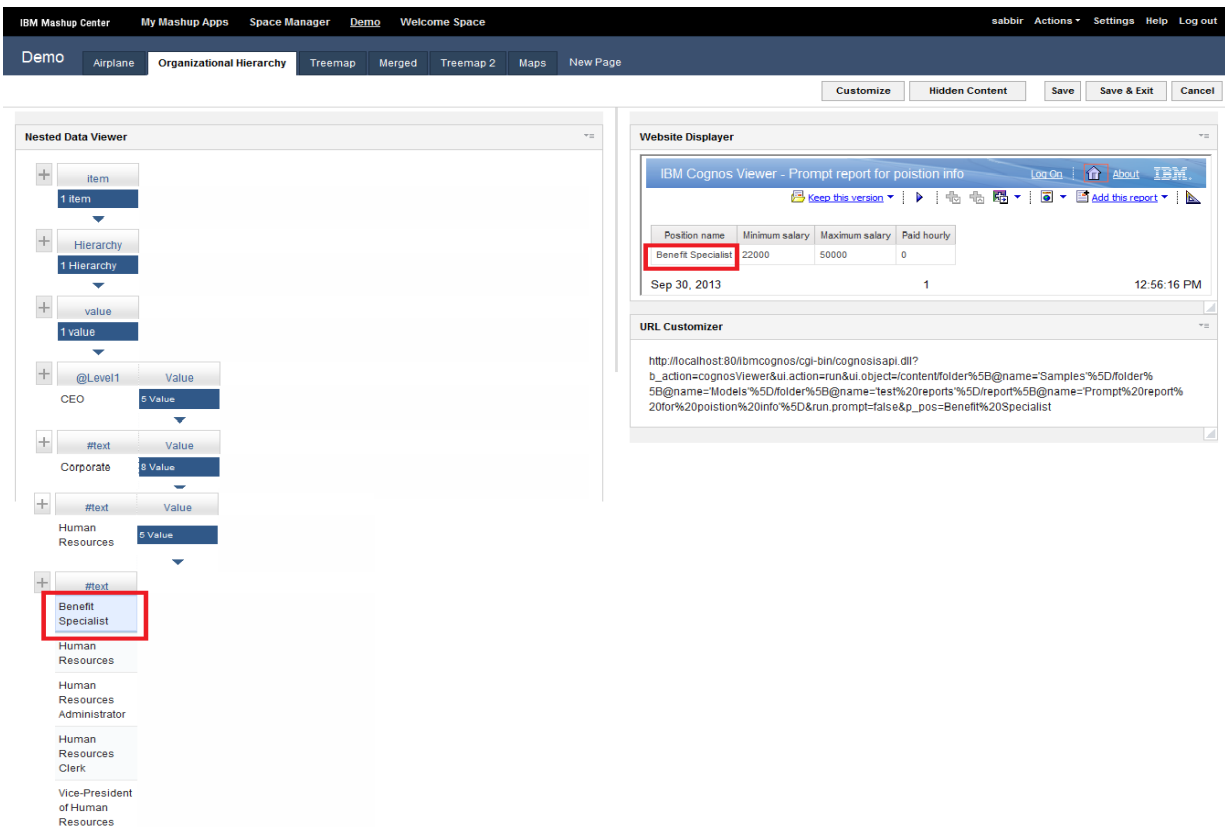 IBM Mashup Center My Mashup Apps Space Manager Demo Welcome Space sabbir Actions Settings Help Log out
Demo Airplane Organizational Hierarchy Treemap Merged Treemap 2 Maps New Page
Customize Hidden Content Save Save & Exit Cancel
Nested Data Viewer
item
1 item
Hierarchy
1 Hierarchy
value
1 value
@Level1 Value
CEO 5 Value
#text Value
Corporate 8 Value
#text Value
Human
Resources
5 Value
#text
Benefit
Specialist
Human
Resources
Human
Resources
Administrator
Human
Resources
Clerk
Vice-President
of Human
Resources
Website Displayer
IBM Cognos Viewer - Prompt report for poistion info Log On About IBM.
Keep this version Add this report
Position name Minimum salary Maximum salary Paid hourly
Benefit Specialist 22000 50000 0
Sep 30, 2013 1 12:56:16 PM
URL Customizer
http://localhost:80/ibmcognos/cgi-bin/cognosisapi.dll?
b_action=cognosViewer&ui.action=run&ui.object=/content/folder%5B@name='Samples'%5D/folder%
5B@name='Models'%5D/folder%5B@name='test%20reports'%5D/report%5B@name='Prompt%20report%
20for%20poistion%20info'%5D&run.prompt=false&p_pos=Benefit%20Specialist